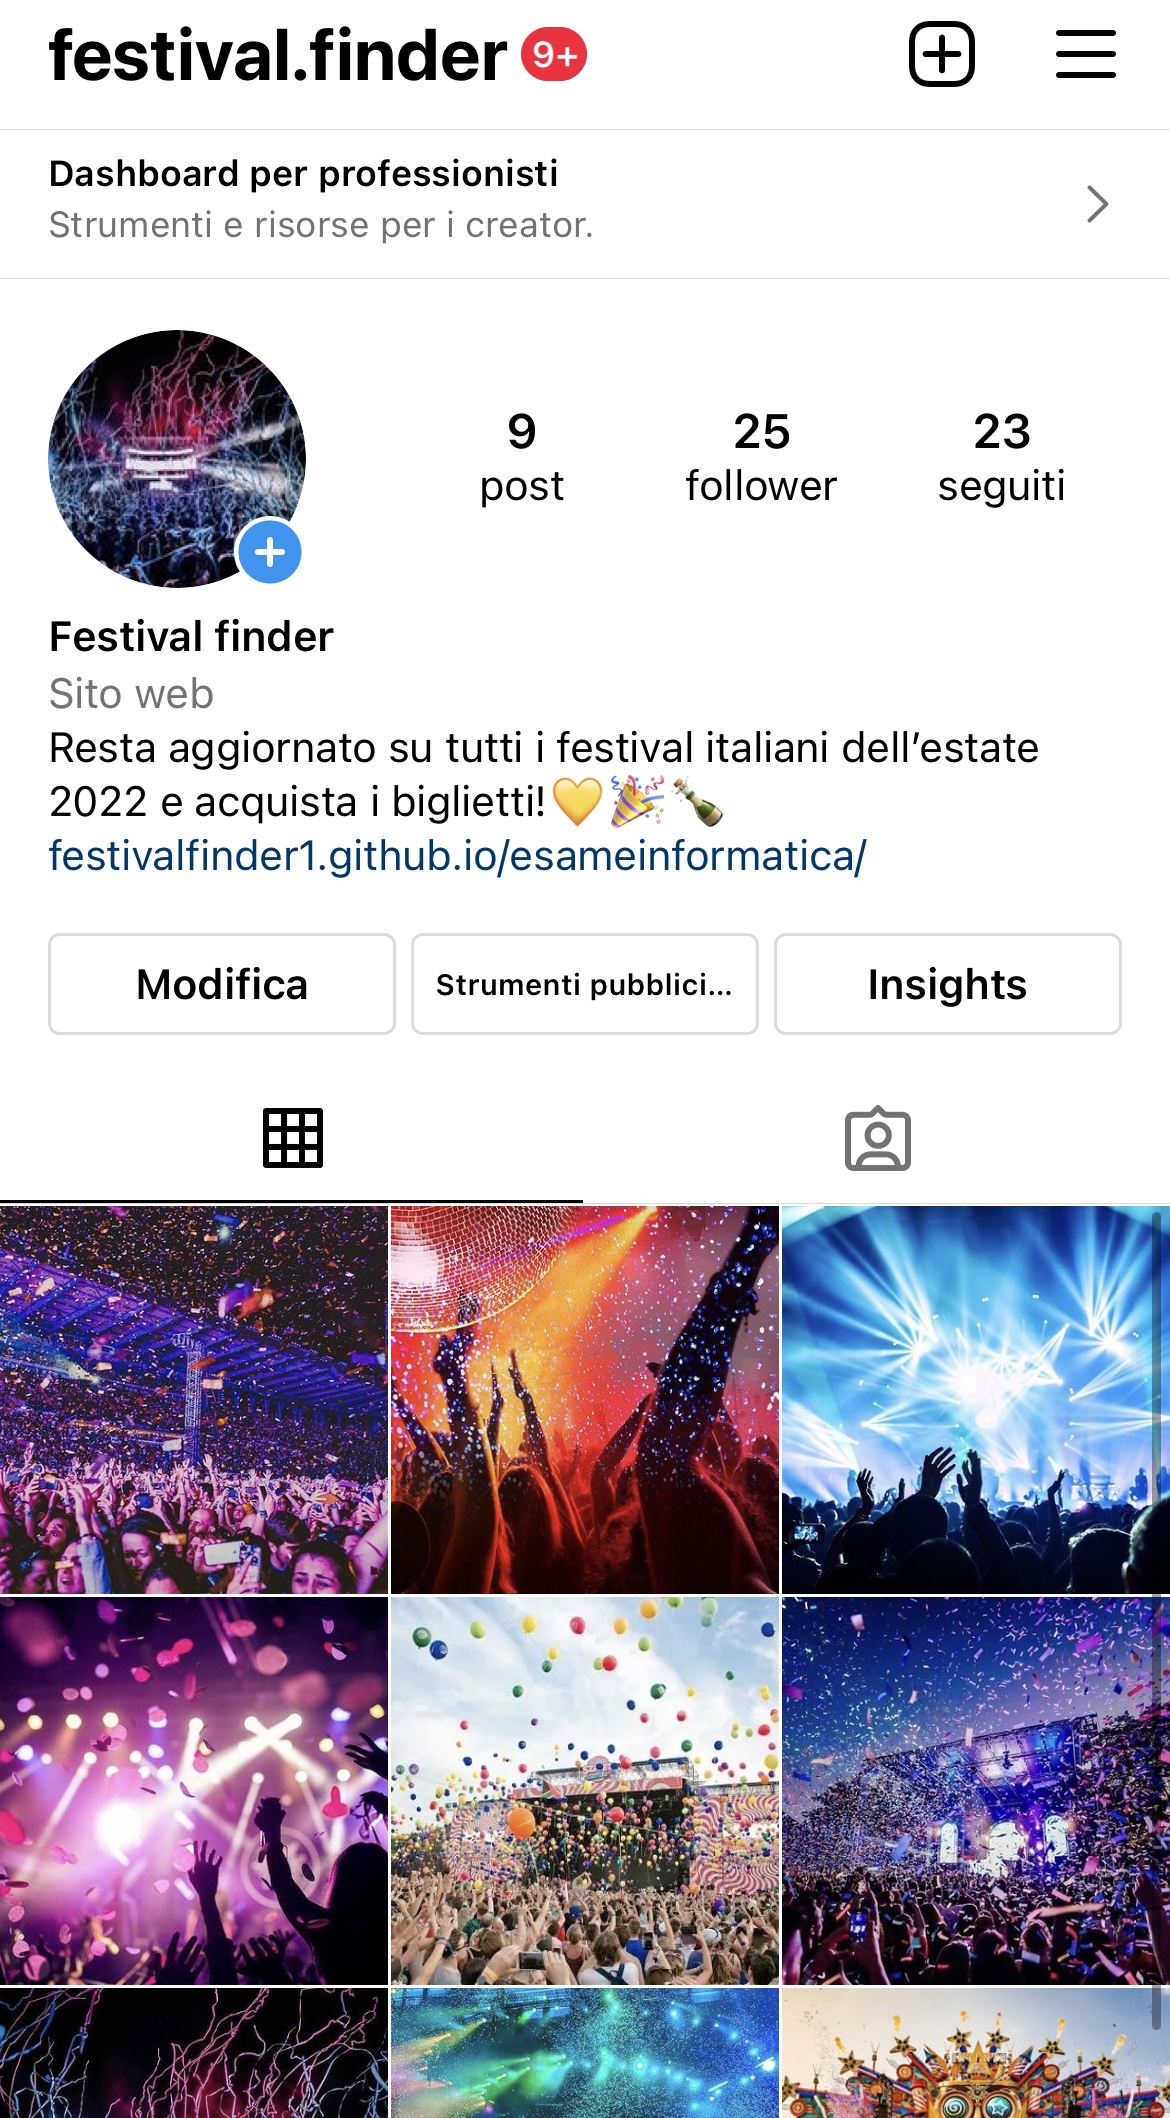 festival.finder 9+
Dashboard per professionisti
Strumenti e risorse per i creator.
9 25 23
post follower seguiti
Festival finder
Sito web
Resta aggiornato su tutti i festival italiani dell’estate
2022 e acquista i biglietti!💛🎉🍾
festivalfinder1.github.io/esameinformatica/
Modifica Strumenti pubblici... Insights